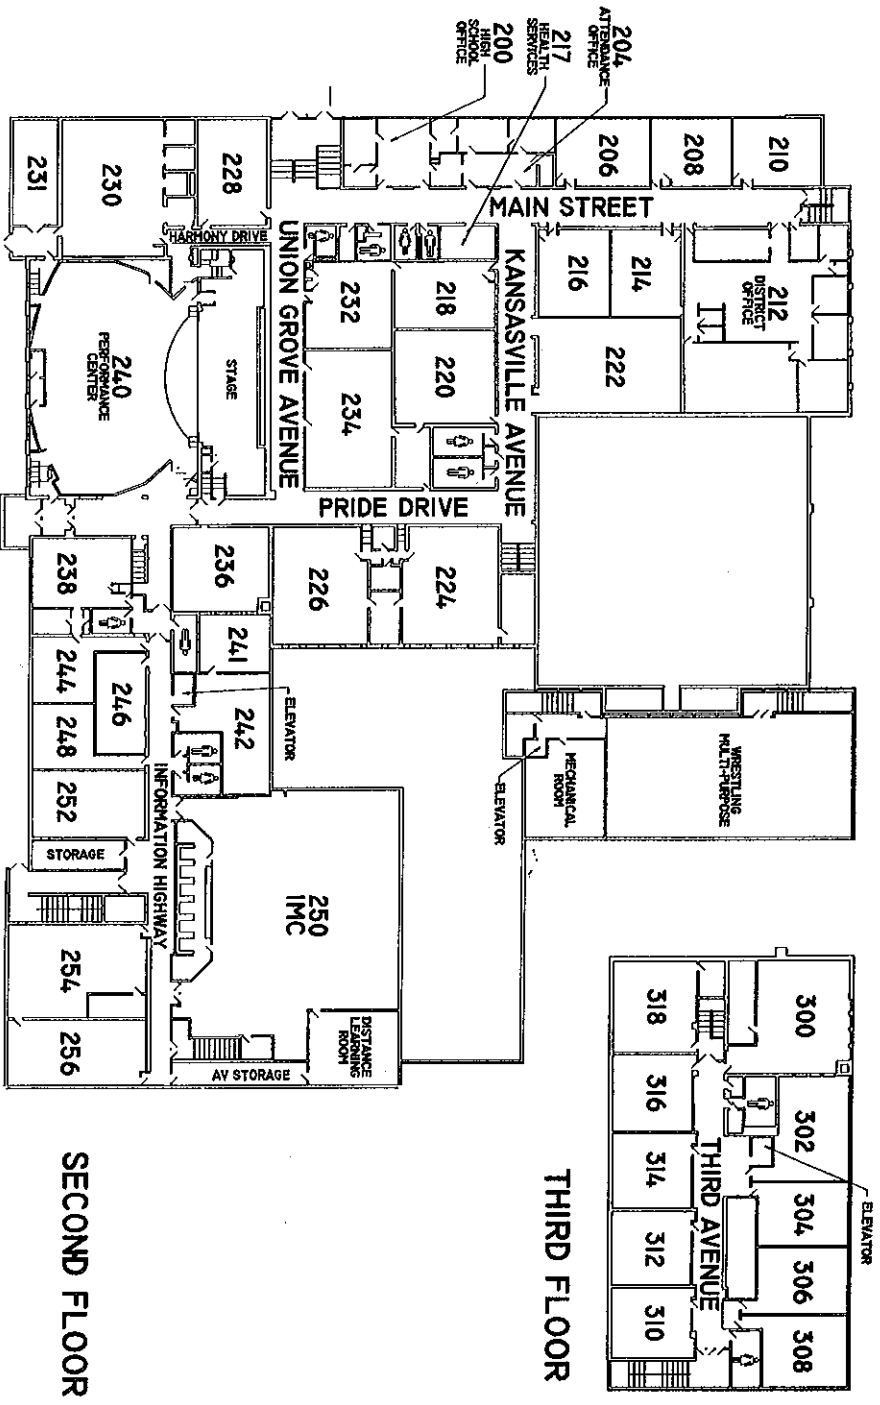 204
ATTENDANCE
OFFICE
217
HEALTH
SERVICES
200
HIGH
SCHOOL
OFFICE
206
208
210
231
230
228
MAIN STREET
HARMONY DRIVE
UNION GROVE AVENUE
KANSASVILLE AVENUE
232
218
216
214
212
DISTRICT
OFFICE
240
PERFORMANCE
CENTER
STAGE
234
220
222
PRIDE DRIVE
238
236
226
224
244
246
248
241
242
ELEVATOR
252
STORAGE
INFORMATION HIGHWAY
250
IMC
ELEVATOR
MECHANICAL
ROOM
WRESTLING
MULTI-PURPOSE
254
256
AV STORAGE
DISTANCE
LEARNING
ROOM
SECOND FLOOR
318
300
316
302
314
THIRD AVENUE
304
ELEVATOR
312
306
310
308
THIRD FLOOR